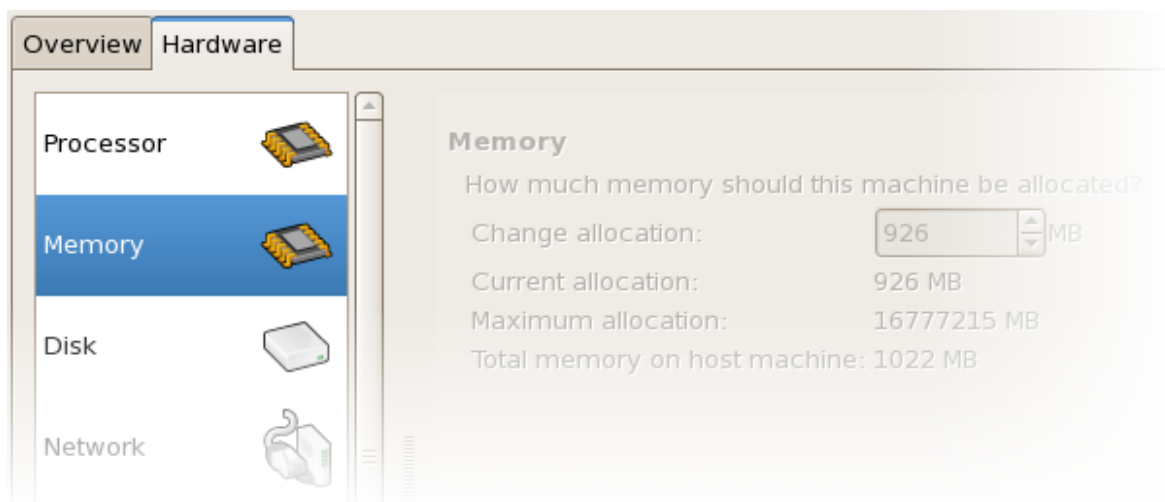 Overview Hardware
Processor
Memory
Disk
Network
Memory
How much memory should this machine be allocated?
Change allocation: 926 MB
Current allocation: 926 MB
Maximum allocation: 16777215 MB
Total memory on host machine: 1022 MB